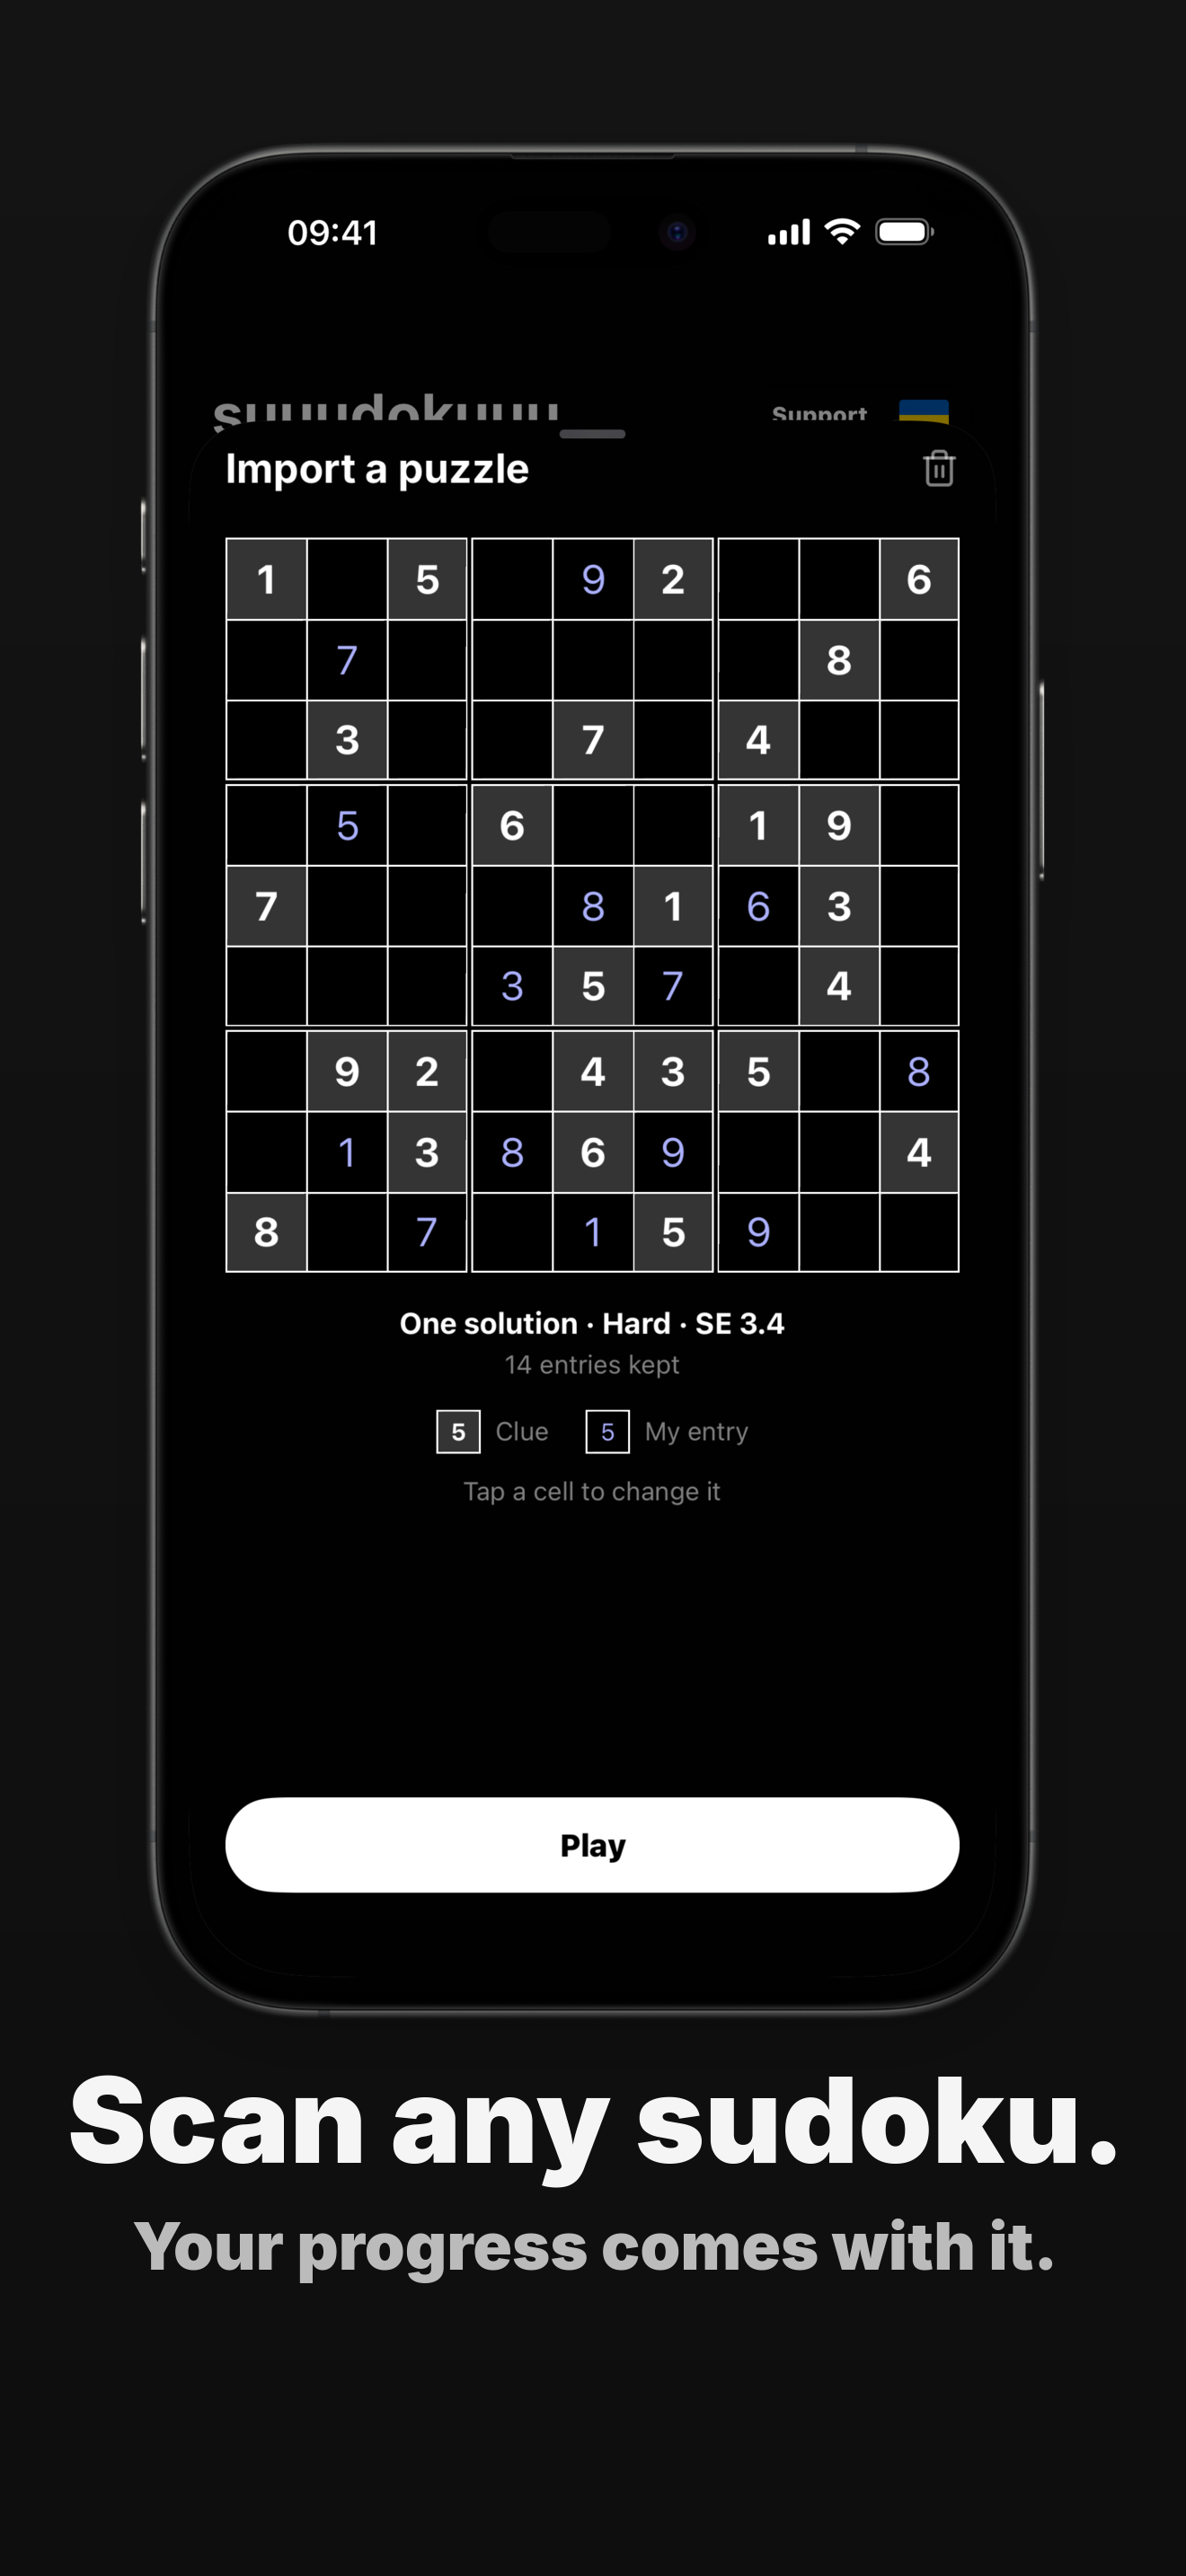 09:41
suuudokuuu
Support
Import a puzzle
1 5 9 2 6
7 8
3 7 4
5 6 1 9
7 8 1 6 3
3 5 7 4
9 2 4 3 5 8
1 3 8 6 9 4
8 7 1 5 9
One solution · Hard · SE 3.4
14 entries kept
5 Clue 5 My entry
Tap a cell to change it
Play
Scan any sudoku.
Your progress comes with it.